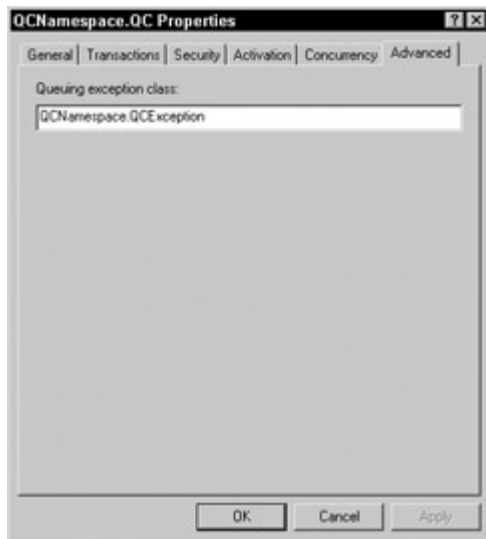 QCNamespace.QC Properties ? X
General Transactions Security Activation Concurrency Advanced
Queuing exception class:
QCNamespace.QCException
OK Cancel Apply